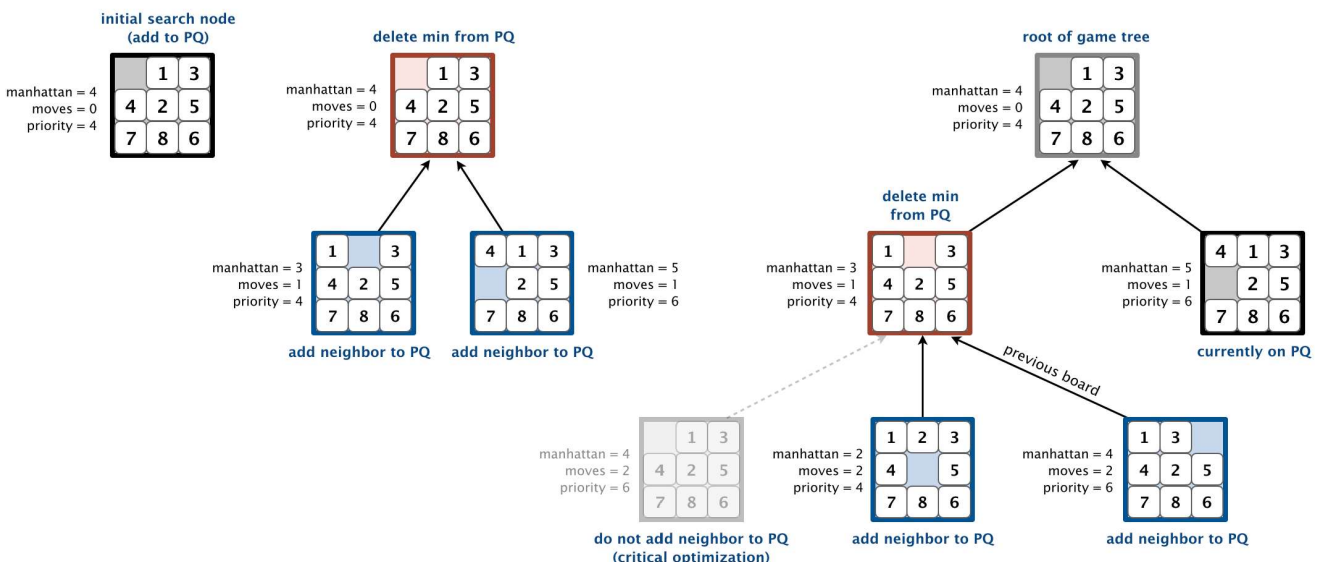 initial search node
(add to PQ)
manhattan = 4
moves = 0
priority = 4
1 3
4 2 5
7 8 6
delete min from PQ
manhattan = 4
moves = 0
priority = 4
1 3
4 2 5
7 8 6
manhattan = 3
moves = 1
priority = 4
1 3
4 2 5
7 8 6
add neighbor to PQ
4 1 3
2 5
7 8 6
manhattan = 5
moves = 1
priority = 6
add neighbor to PQ
root of game tree
manhattan = 4
moves = 0
priority = 4
1 3
4 2 5
7 8 6
delete min
from PQ
manhattan = 3
moves = 1
priority = 4
1 3
4 2 5
7 8 6
manhattan = 5
moves = 1
priority = 6
4 1 3
2 5
7 8 6
currently on PQ
previous board
manhattan = 4
moves = 2
priority = 6
1 3
4 2 5
7 8 6
do not add neighbor to PQ
(critical optimization)
manhattan = 2
moves = 2
priority = 4
1 2 3
4 5
7 8 6
add neighbor to PQ
manhattan = 4
moves = 2
priority = 6
1 3
4 2 5
7 8 6
add neighbor to PQ